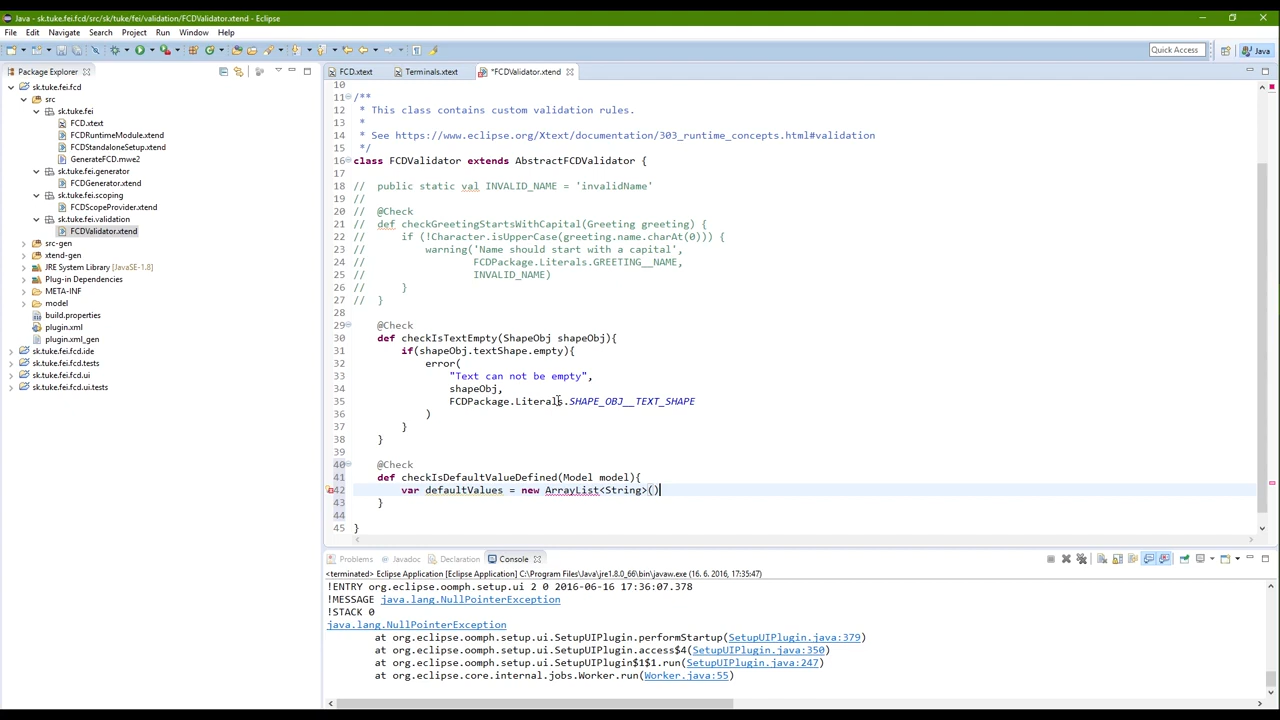 Java - sk.tuke.fei.fcd/src/sk/tuke/fei/validation/FCDValidator.xtend - Eclipse
File Edit Navigate Search Project Run Window Help
Quick Access
Java
Package Explorer
FCD.xtext
Terminals.xtext
*FCDValidator.xtend
sk.tuke.fei.fcd
src
sk.tuke.fei
FCD.xtext
FCDRuntimeModule.xtend
FCDStandaloneSetup.xtend
GenerateFCD.mwe2
sk.tuke.fei.generator
FCDGenerator.xtend
sk.tuke.fei.scoping
FCDScopeProvider.xtend
sk.tuke.fei.validation
FCDValidator.xtend
src-gen
xtend-gen
JRE System Library [JavaSE-1.8]
Plug-in Dependencies
META-INF
model
build.properties
plugin.xml
plugin.xml_gen
sk.tuke.fei.fcd.ide
sk.tuke.fei.fcd.tests
sk.tuke.fei.fcd.ui
sk.tuke.fei.fcd.ui.tests
10
11 /**
12 * This class contains custom validation rules.
13 *
14 * See https://www.eclipse.org/Xtext/documentation/303_runtime_concepts.html#validation
15 */
16 class FCDValidator extends AbstractFCDValidator {
17
18 // public static val INVALID_NAME = 'invalidName'
19 //
20 // @Check
21 // def checkGreetingStartsWithCapital(Greeting greeting) {
22 // if (!Character.isUpperCase(greeting.name.charAt(0))) {
23 // warning('Name should start with a capital',
24 // FCDPackage.Literals.GREETING__NAME,
25 // INVALID_NAME)
26 // }
27 // }
28
29 @Check
30 def checkIsTextEmpty(ShapeObj shapeObj){
31 if(shapeObj.textShape.empty){
32 error(
33 "Text can not be empty",
34 shapeObj,
35 FCDPackage.Literals.SHAPE_OBJ__TEXT_SHAPE
36 )
37 }
38 }
39
40 @Check
41 def checkIsDefaultValueDefined(Model model){
42 var defaultValues = new ArrayList<String>()
43 }
44
45 }
Problems Javadoc Declaration Console
<terminated> Eclipse Application [Eclipse Application] C:\Program Files\Java\jre1.8.0_66\bin\javaw.exe (16. 6. 2016, 17:35:47)
!ENTRY org.eclipse.oomph.setup.ui 2 0 2016-06-16 17:36:07.378
!MESSAGE java.lang.NullPointerException
!STACK 0
java.lang.NullPointerException
at org.eclipse.oomph.setup.ui.SetupUIPlugin.performStartup(SetupUIPlugin.java:379)
at org.eclipse.oomph.setup.ui.SetupUIPlugin.access$4(SetupUIPlugin.java:350)
at org.eclipse.oomph.setup.ui.SetupUIPlugin$1$1.run(SetupUIPlugin.java:247)
at org.eclipse.core.internal.jobs.Worker.run(Worker.java:55)